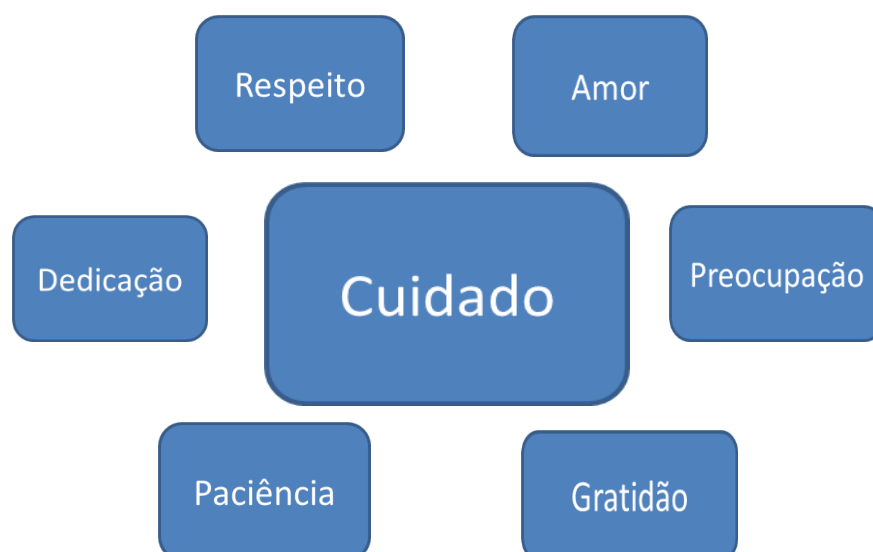 Respeito
Amor
Dedicação
Cuidado
Preocupação
Paciência
Gratidão